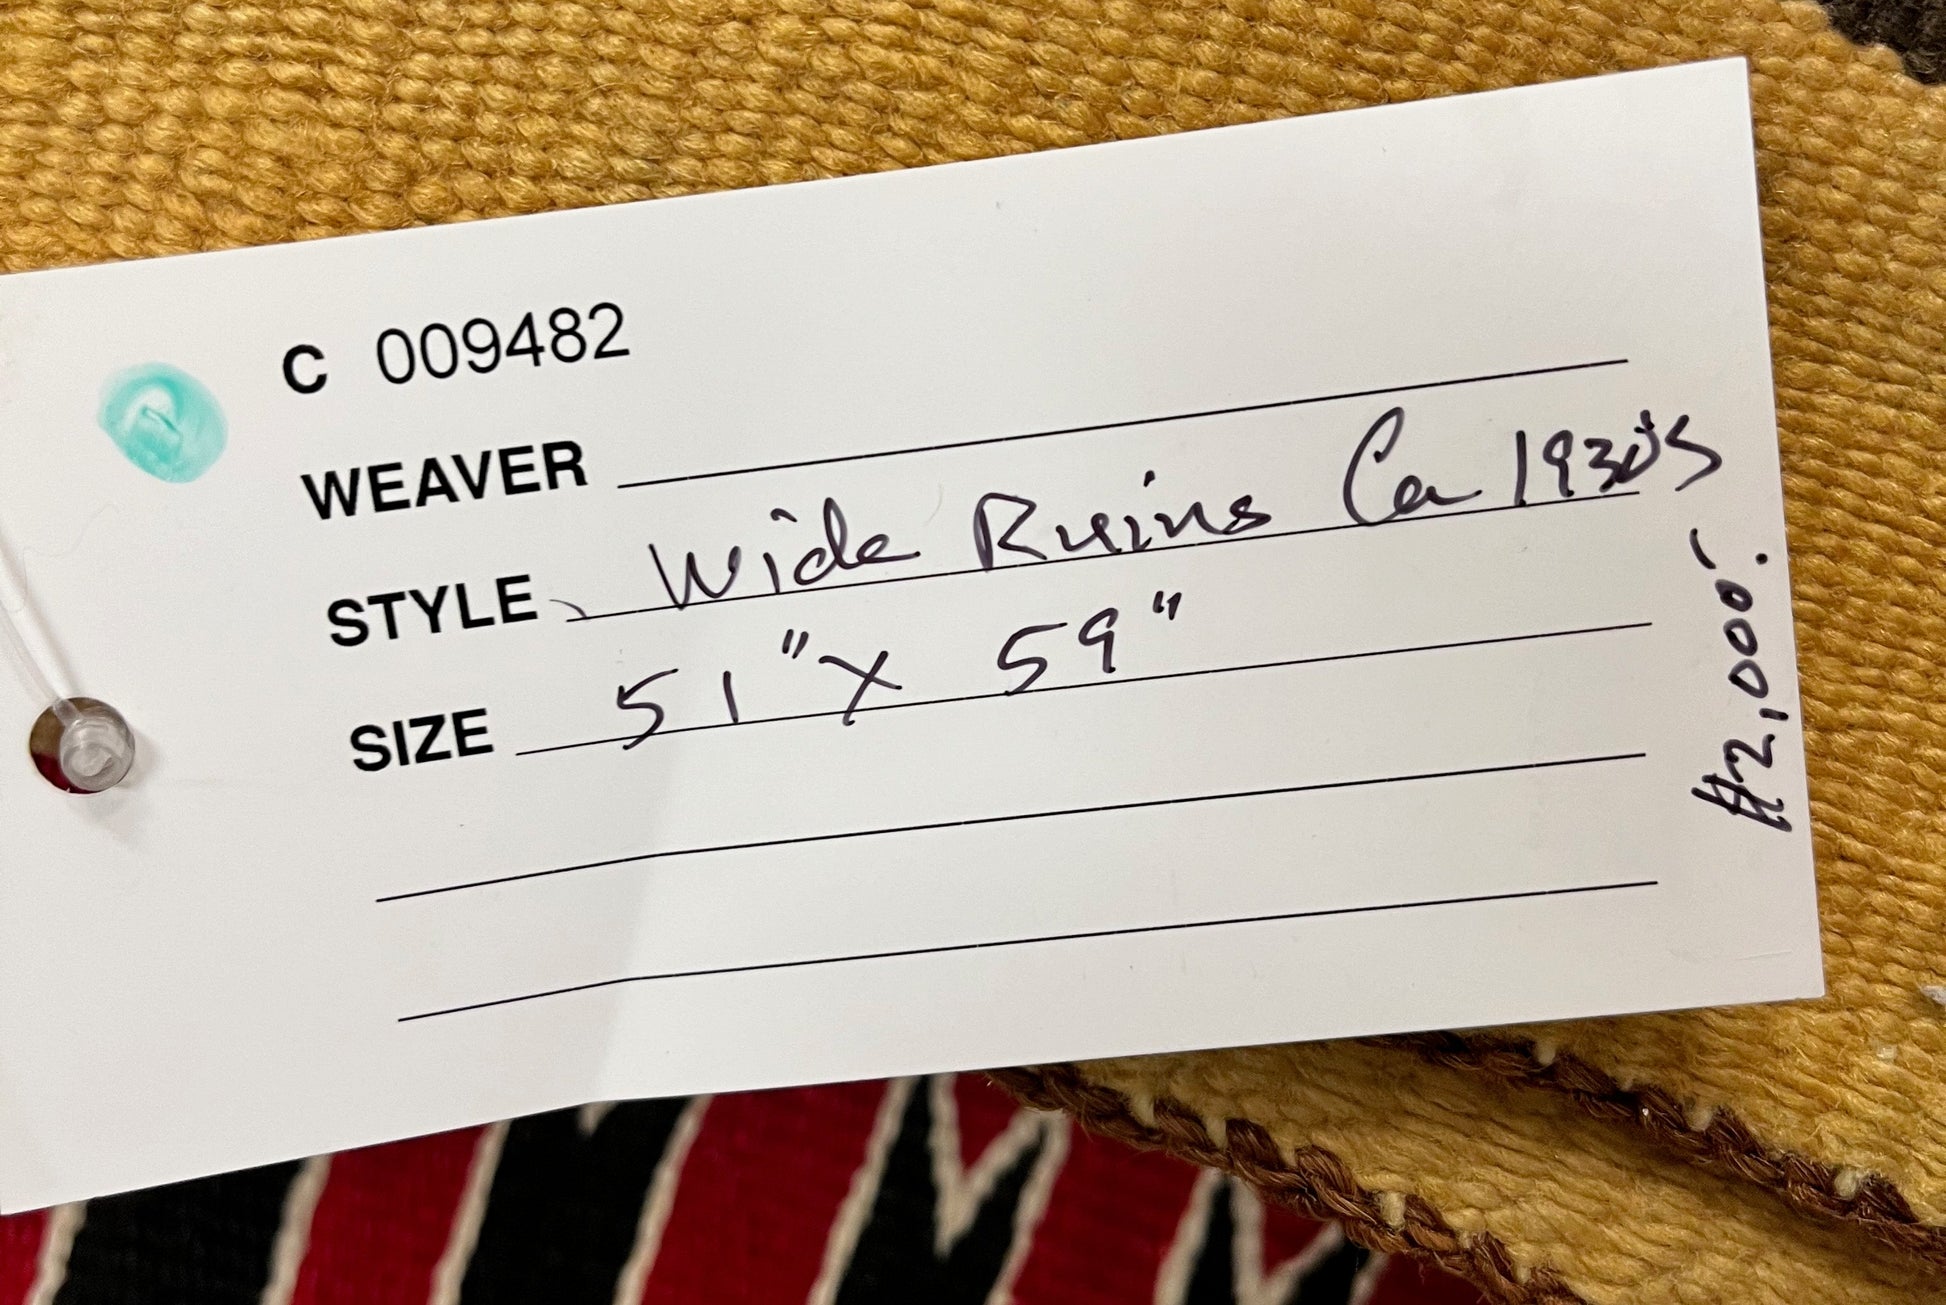 C 009482
WEAVER
STYLE Wide Ruins Ca 1930's
SIZE 51" X 59"
$2,000.